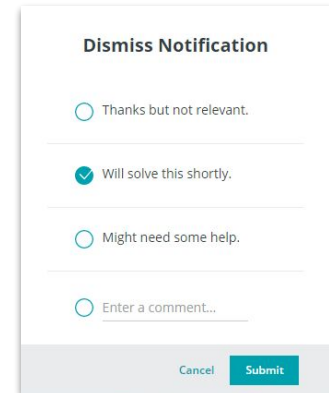 Dismiss Notification
Thanks but not relevant.
Will solve this shortly.
Might need some help.
Enter a comment...
Cancel Submit